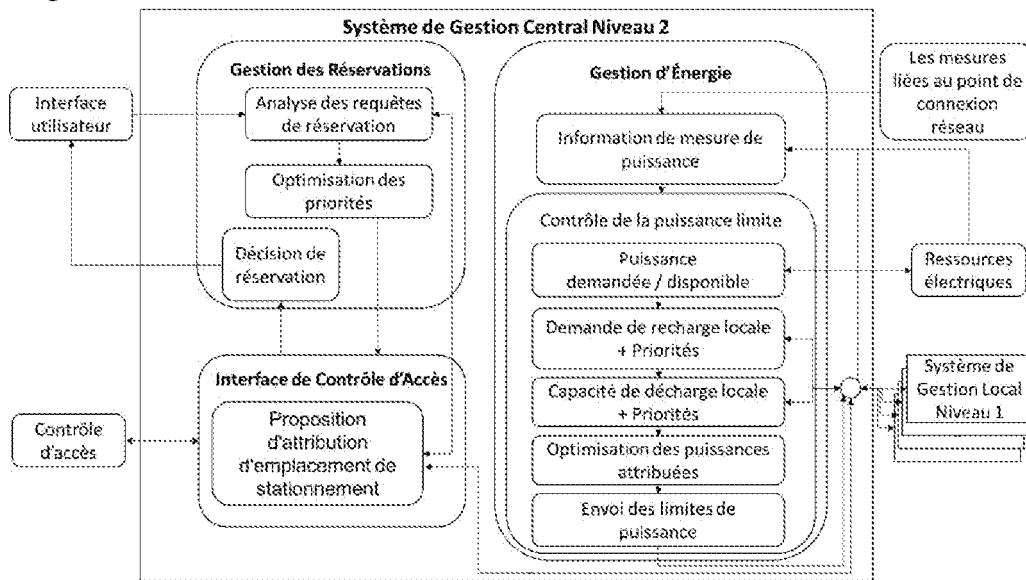 Système de Gestion Central Niveau 2
Gestion des Réservations
Analyse des requêtes
de réservation
Optimisation des
priorités
Décision de
réservation
Interface de Contrôle d'Accès
Proposition
d'attribution
d'emplacement de
stationnement
Interface
utilisateur
Contrôle
d'accès
Gestion d'Énergie
Information de mesure de
puissance
Contrôle de la puissance limite
Puissance
demandée / disponible
Demande de recharge locale
+ Priorités
Capacité de décharge locale
+ Priorités
Optimisation des puissances
attribuées
Envoi des limites de
puissance
Les mesures
liées au point de
connexion
réseau
Ressources
électriques
Système de
Gestion Local
Niveau 1